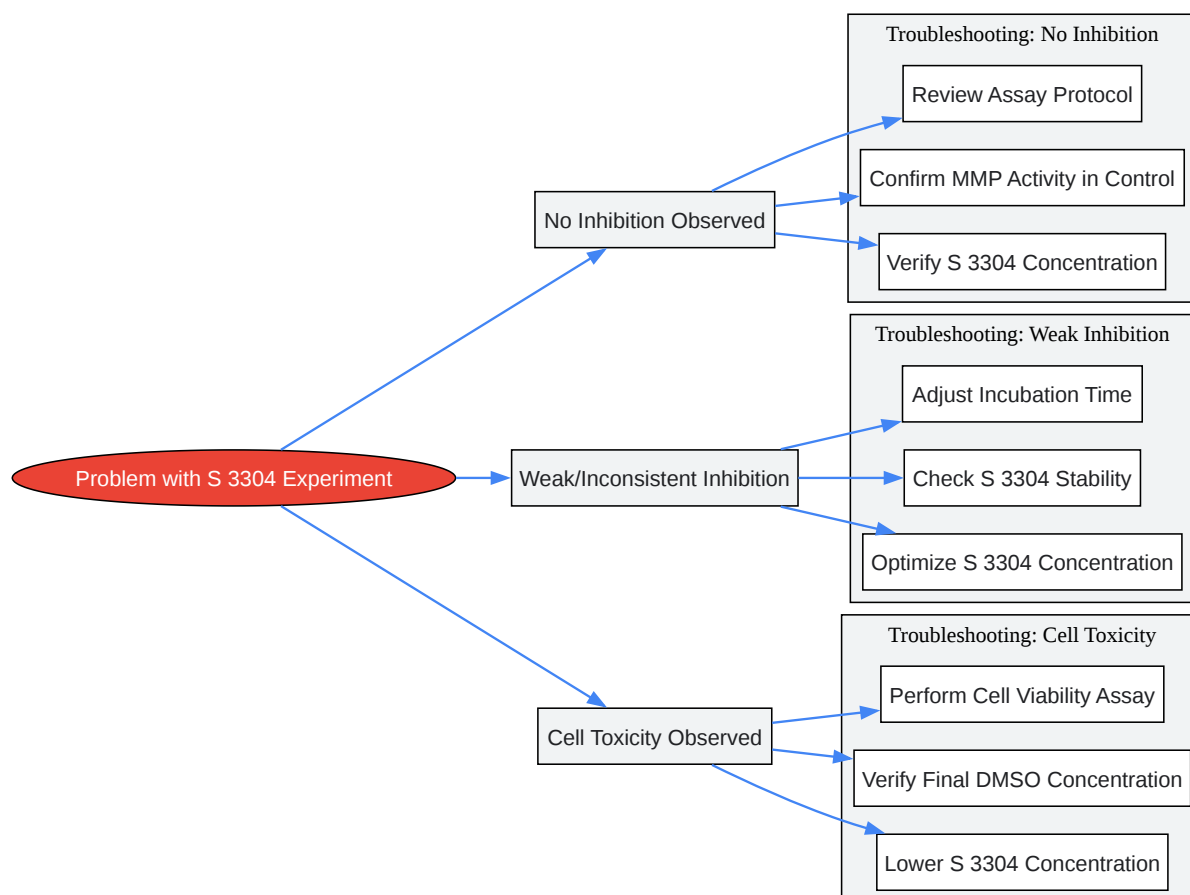 Troubleshooting: No Inhibition
Review Assay Protocol
Confirm MMP Activity in Control
No Inhibition Observed
Verify S 3304 Concentration
Troubleshooting: Weak Inhibition
Adjust Incubation Time
Problem with S 3304 Experiment
Weak/Inconsistent Inhibition
Check S 3304 Stability
Optimize S 3304 Concentration
Troubleshooting: Cell Toxicity
Perform Cell Viability Assay
Cell Toxicity Observed
Verify Final DMSO Concentration
Lower S 3304 Concentration